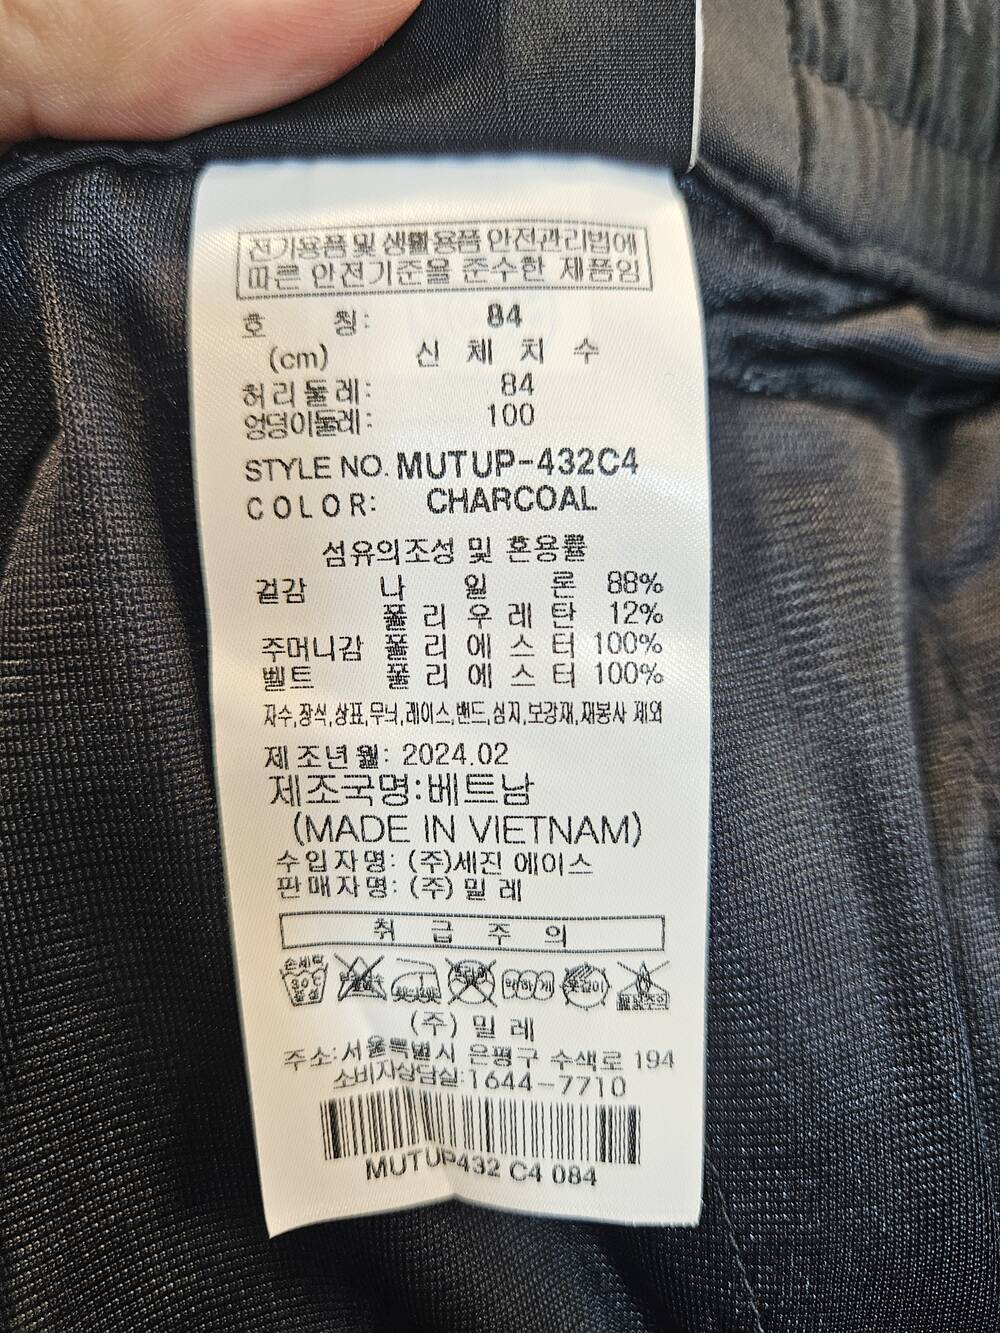 전기용품및 생활용품 안전관리법에
따른 안전기준을 준수한 제품임
호 칭: 84
(cm) 신 체 치 수
허리둘레: 84
엉덩이둘레: 100
STYLE NO. MUTUP-432C4
COLOR: CHARCOAL
섬유의조성 및 혼용률
겉감 나 일 론 88%
폴 리 우 레 탄 12%
주머니감 폴 리 에 스 터 100%
벨트 폴 리 에 스 터 100%
자수,장식,상표,무늬,레이스,밴드,심지,보강재,재봉사 제외
제조년월: 2024.02
제조국명:베트남
(MADE IN VIETNAM)
수입자명: (주)세진 에이스
판매자명: (주) 밀 레
취 급 주 의
손세탁 30℃ 약하게
(주) 밀 레
주소:서울특별시 은평구 수색로 194
소비자상담실:1644-7710
MUTUP432 C4 084